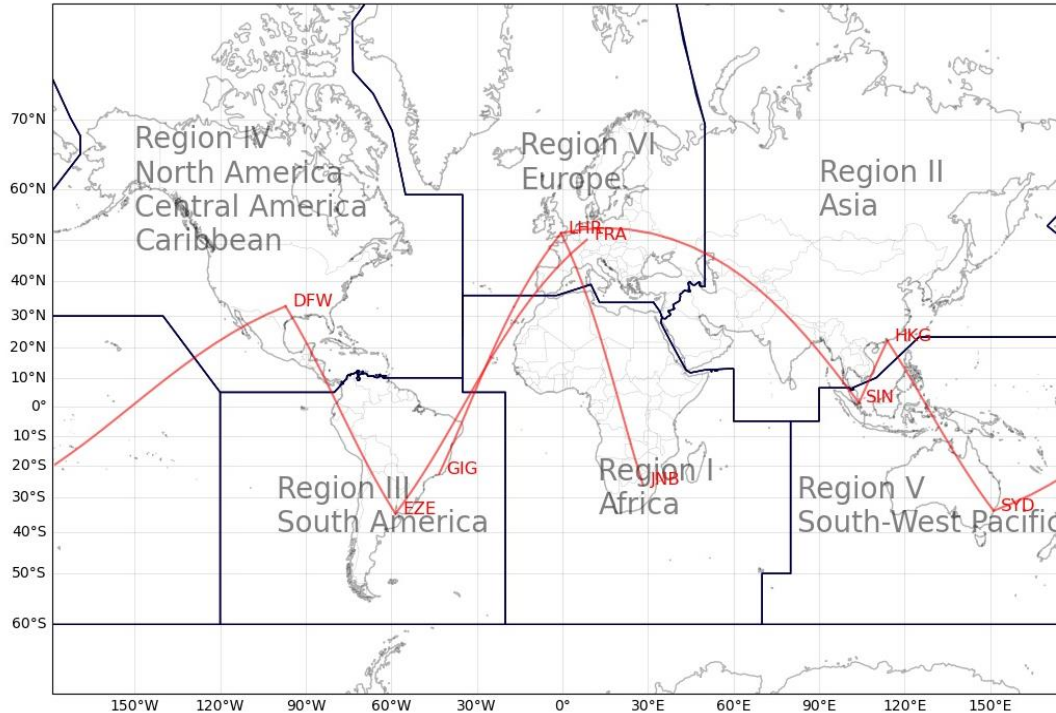 70°N
60°N
50°N
40°N
30°N
20°N
10°N
0°
10°S
20°S
30°S
40°S
50°S
60°S
Region IV
North America
Central America
Caribbean
Region VI
Europe
Region II
Asia
LHR
FRA
DFW
HKG
SIN
GIG
EZE
JNB
SYD
Region III
South America
Region I
Africa
Region V
South-West Pacific
150°W
120°W
90°W
60°W
30°W
0°
30°E
60°E
90°E
120°E
150°E